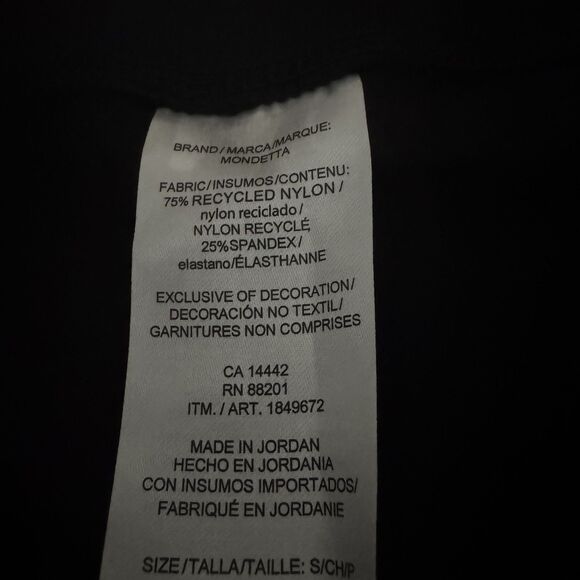 BRAND/MARCA/MARQUE:
MONDETTA
FABRIC/INSUMOS/CONTENU:
75% RECYCLED NYLON/
nylon reciclado/
NYLON RECYCLÉ,
25%SPANDEX/
elastano/ÉLASTHANNE
EXCLUSIVE OF DECORATION/
DECORACIÓN NO TEXTIL/
GARNITURES NON COMPRISES
CA 14442
RN 88201
ITM. / ART. 1849672
MADE IN JORDAN
HECHO EN JORDANIA
CON INSUMOS IMPORTADOS/
FABRIQUÉ EN JORDANIE
SIZE/TALLA/TAILLE: S/CH/P